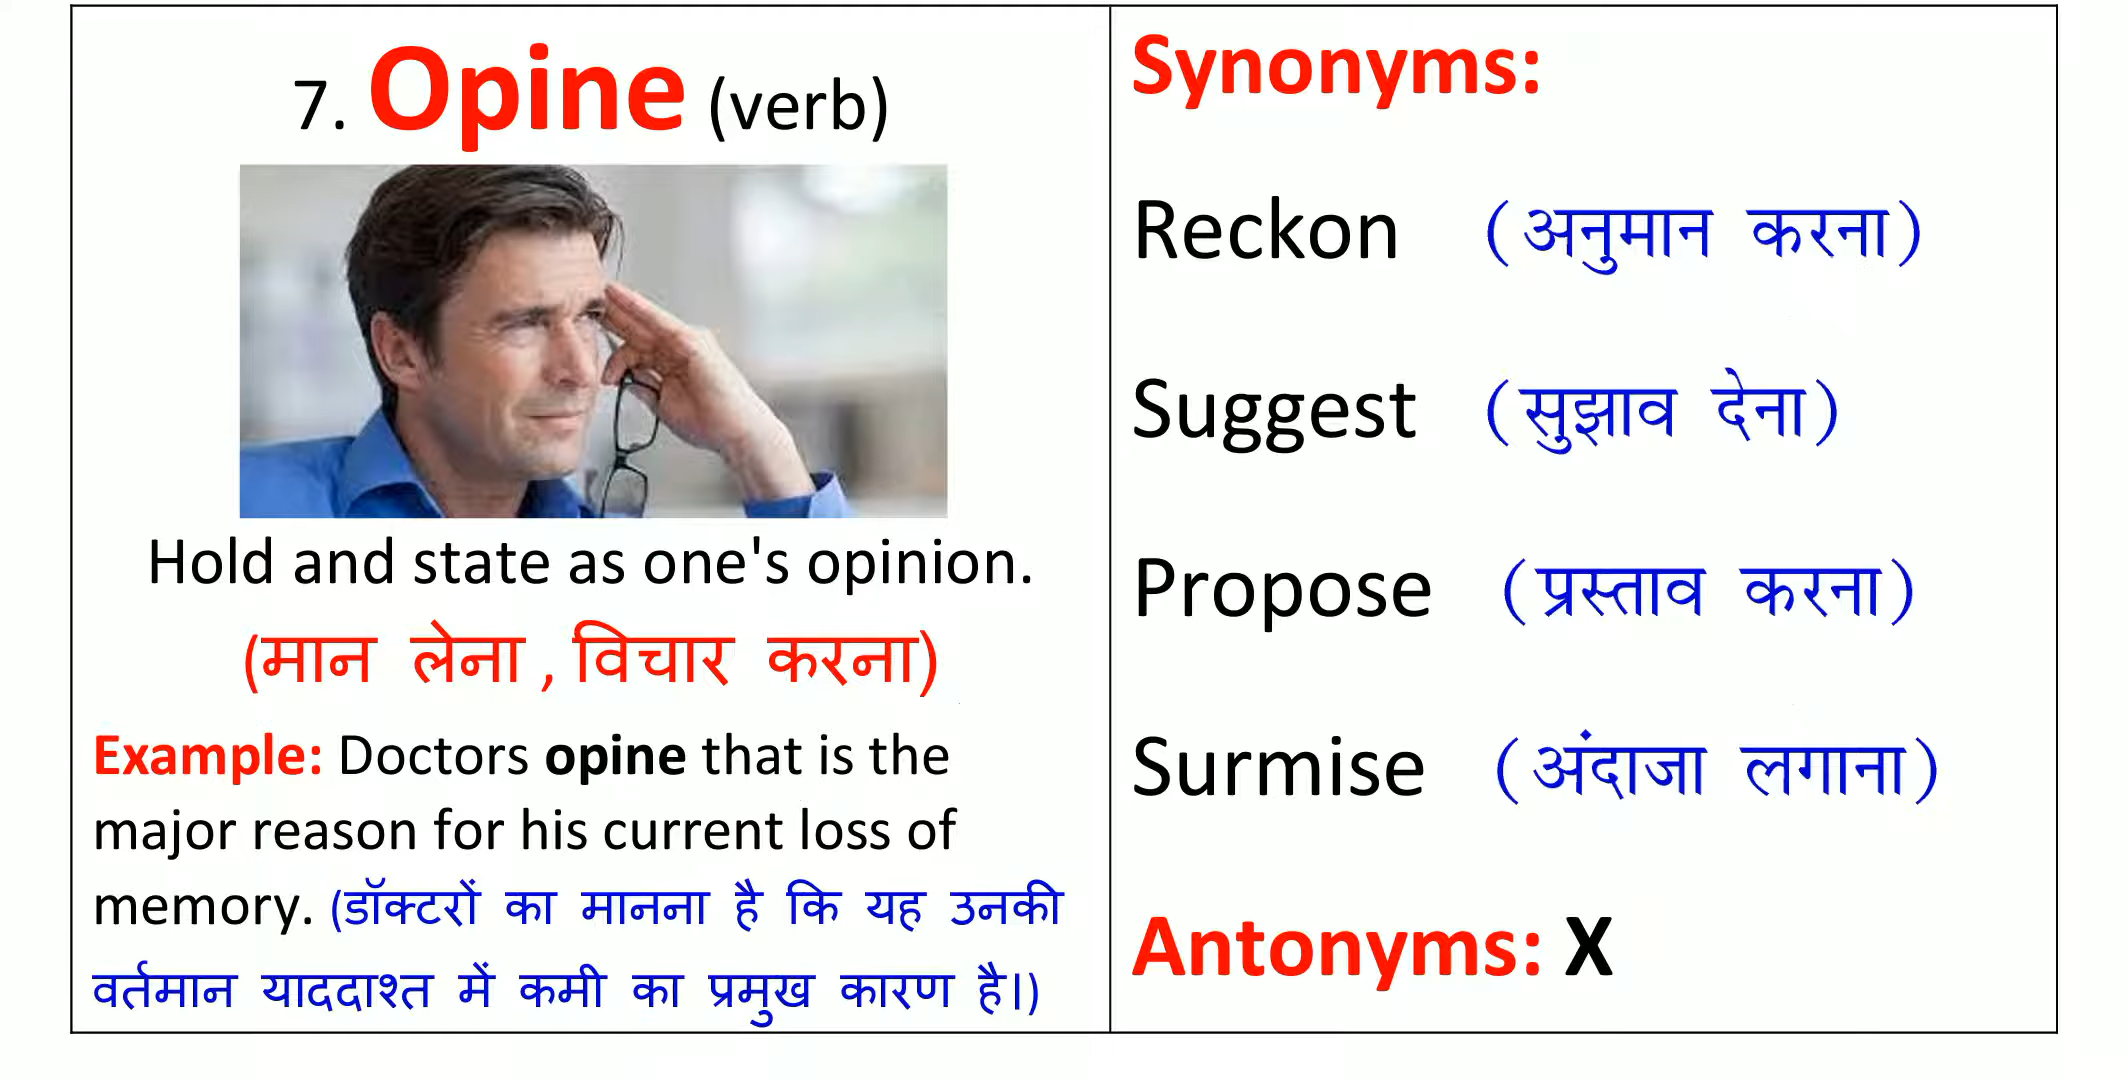 7. Opine (verb)
Hold and state as one's opinion.
(मान लेना , विचार करना)
Example: Doctors opine that is the
major reason for his current loss of
memory. (डॉक्टरों का मानना है कि यह उनकी
वर्तमान याददाश्त में कमी का प्रमुख कारण है।)
Synonyms:
Reckon (अनुमान करना)
Suggest (सुझाव देना)
Propose (प्रस्ताव करना)
Surmise (अंदाजा लगाना)
Antonyms: X